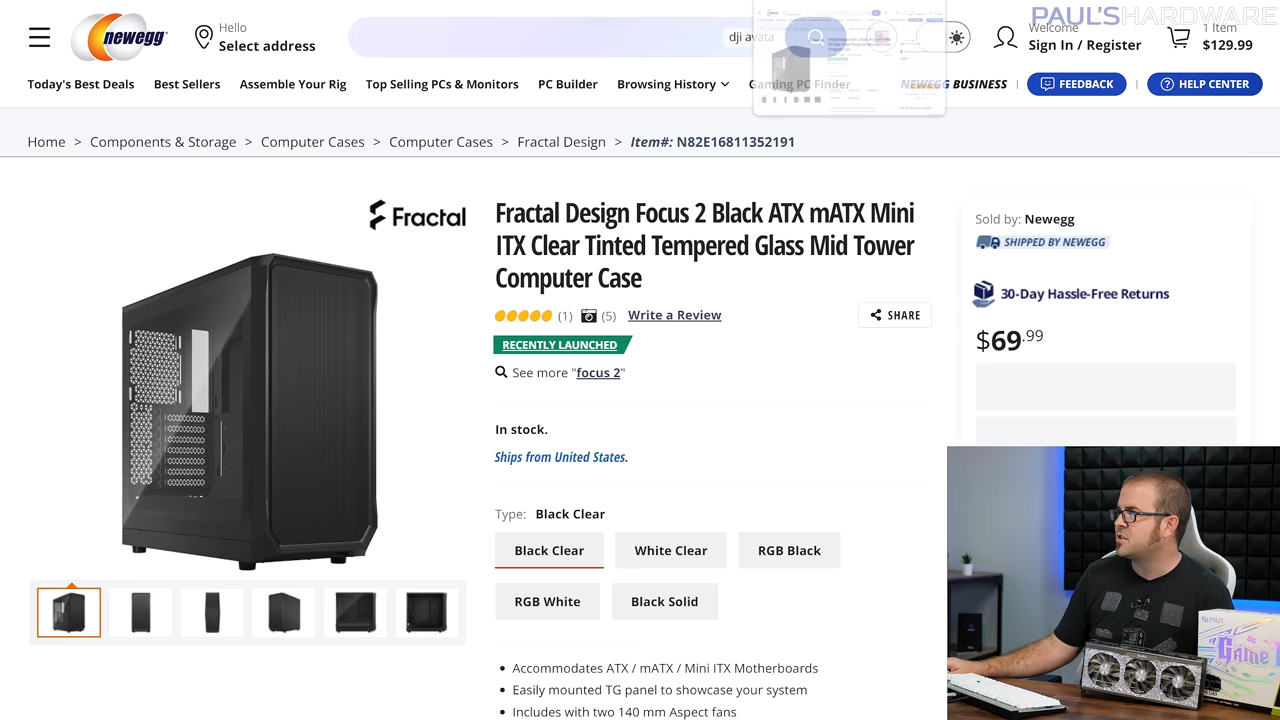 PAUL'SHARDWARE
newegg
Hello
Select address
dji avata
Welcome
Sign In / Register
1 Item
$129.99
Today's Best Deals
Best Sellers
Assemble Your Rig
Top Selling PCs & Monitors
PC Builder
Browsing History
Gaming PC Finder
NEWEGG BUSINESS
FEEDBACK
HELP CENTER
Home > Components & Storage > Computer Cases > Computer Cases > Fractal Design > Item#: N82E16811352191
Fractal
Fractal Design Focus 2 Black ATX mATX Mini
ITX Clear Tinted Tempered Glass Mid Tower
Computer Case
(1) (5) Write a Review
SHARE
RECENTLY LAUNCHED
See more "focus 2"
In stock.
Ships from United States.
Type: Black Clear
Black Clear
White Clear
RGB Black
RGB White
Black Solid
Accommodates ATX / mATX / Mini ITX Motherboards
Easily mounted TG panel to showcase your system
Includes with two 140 mm Aspect fans
Sold by: Newegg
SHIPPED BY NEWEGG
30-Day Hassle-Free Returns
$69.99
PALIT